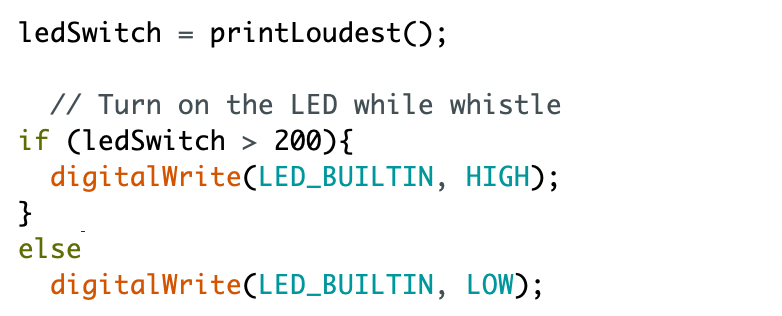 ledSwitch = printLoudest();
// Turn on the LED while whistle
if (ledSwitch > 200){
digitalWrite(LED_BUILTIN, HIGH);
}
else
digitalWrite(LED_BUILTIN, LOW);